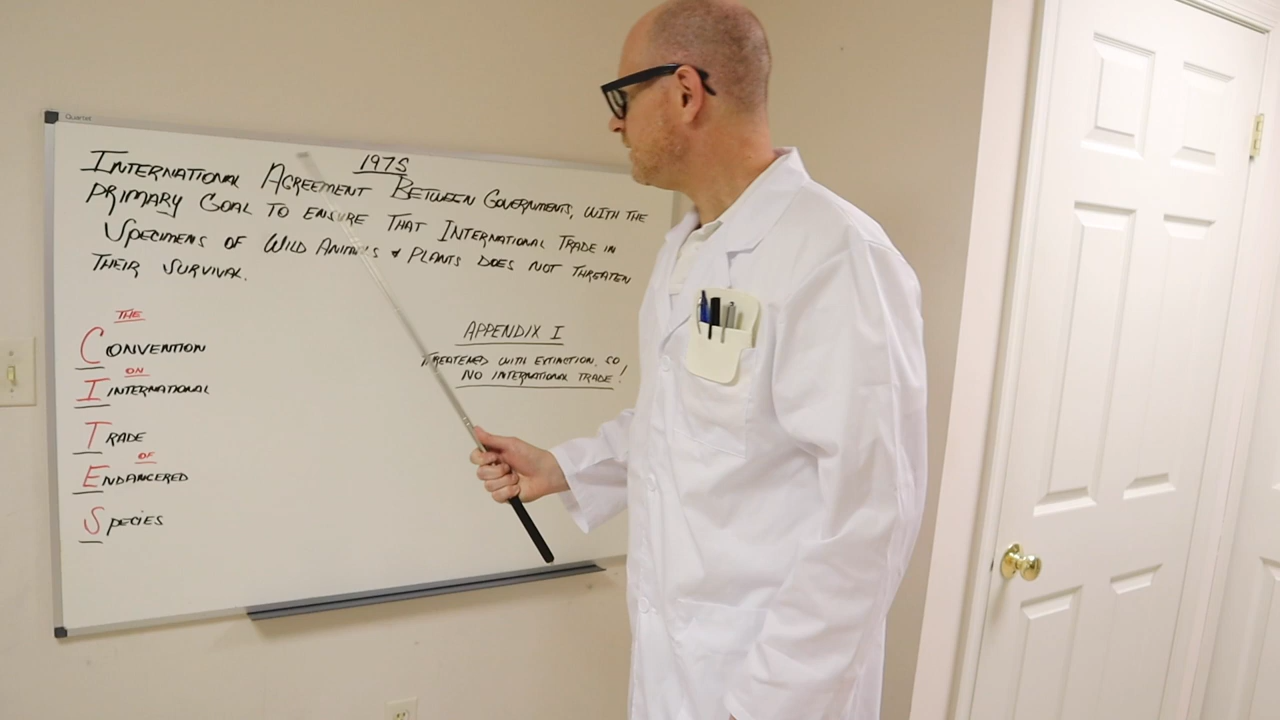 Quartet
1975
INTERNATIONAL AGREEMENT BETWEEN GOVERNMENTS, WITH THE
PRIMARY GOAL TO ENSURE THAT INTERNATIONAL TRADE IN
SPECIMENS OF WILD ANIMALS & PLANTS DOES NOT THREATEN
THEIR SURVIVAL.
THE
CONVENTION
ON
INTERNATIONAL
TRADE
OF
ENDANGERED
SPECIES
APPENDIX I
THREATENED WITH EXTINCTION, SO
NO INTERNATIONAL TRADE!